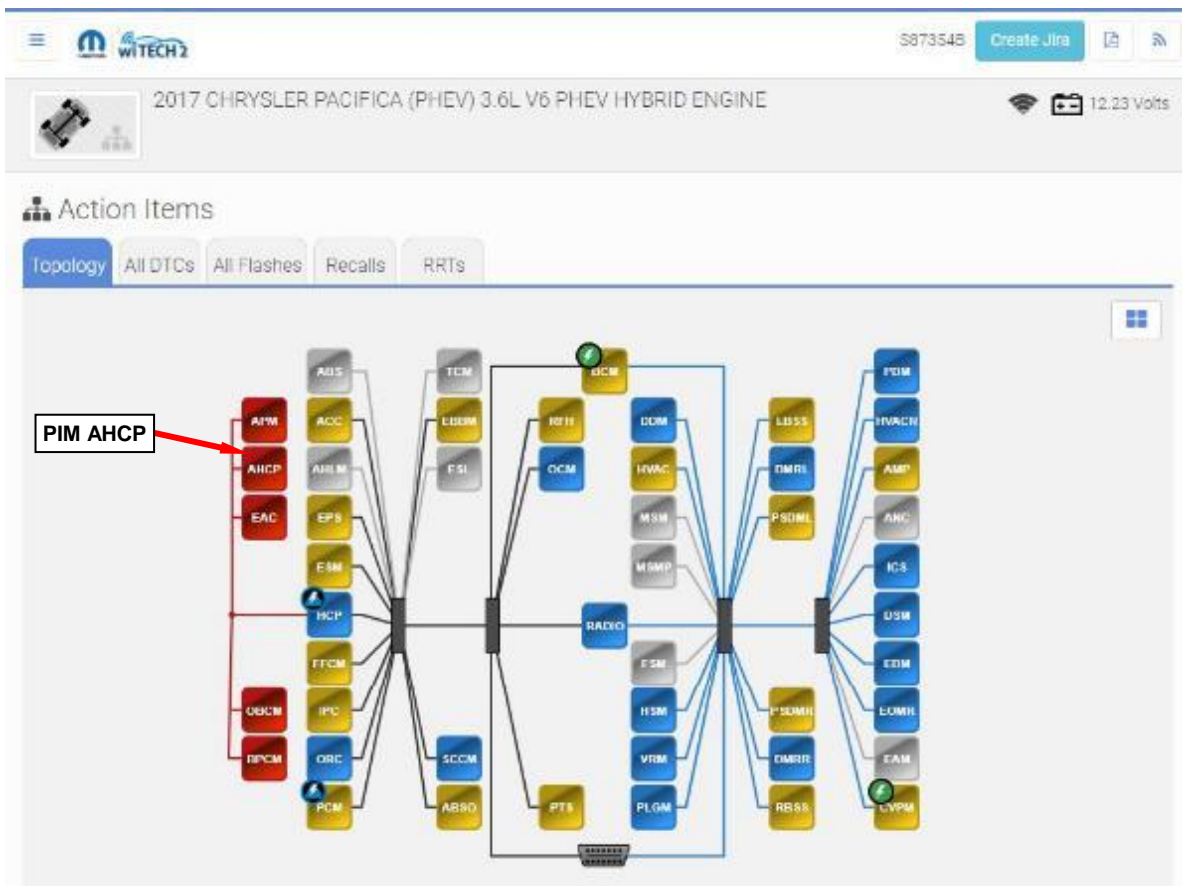 WITECH2
S87354B
Create Jira
2017 CHRYSLER PACIFICA (PHEV) 3.6L V6 PHEV HYBRID ENGINE
12.23 Volts
Action Items
Topology
All DTCs
All Flashes
Recalls
RRTs
ABS
TCM
BCM
PDM
PIM AHCP
APM
ACC
EBBM
RFH
DDM
LBSS
HVACR
AHCP
AHLM
ESL
OCM
HVAC
DMRL
AMP
EAC
EPS
MSM
PSDML
ANC
ESM
MSMP
ICS
HCP
RADIO
DSM
FFCM
FSM
EDM
OBCM
IPC
HSM
PSDMR
EOMR
BPCM
ORC
SCCM
VRM
DMRR
EAM
PCM
ABSO
PTS
PLGM
RBSS
CVPM